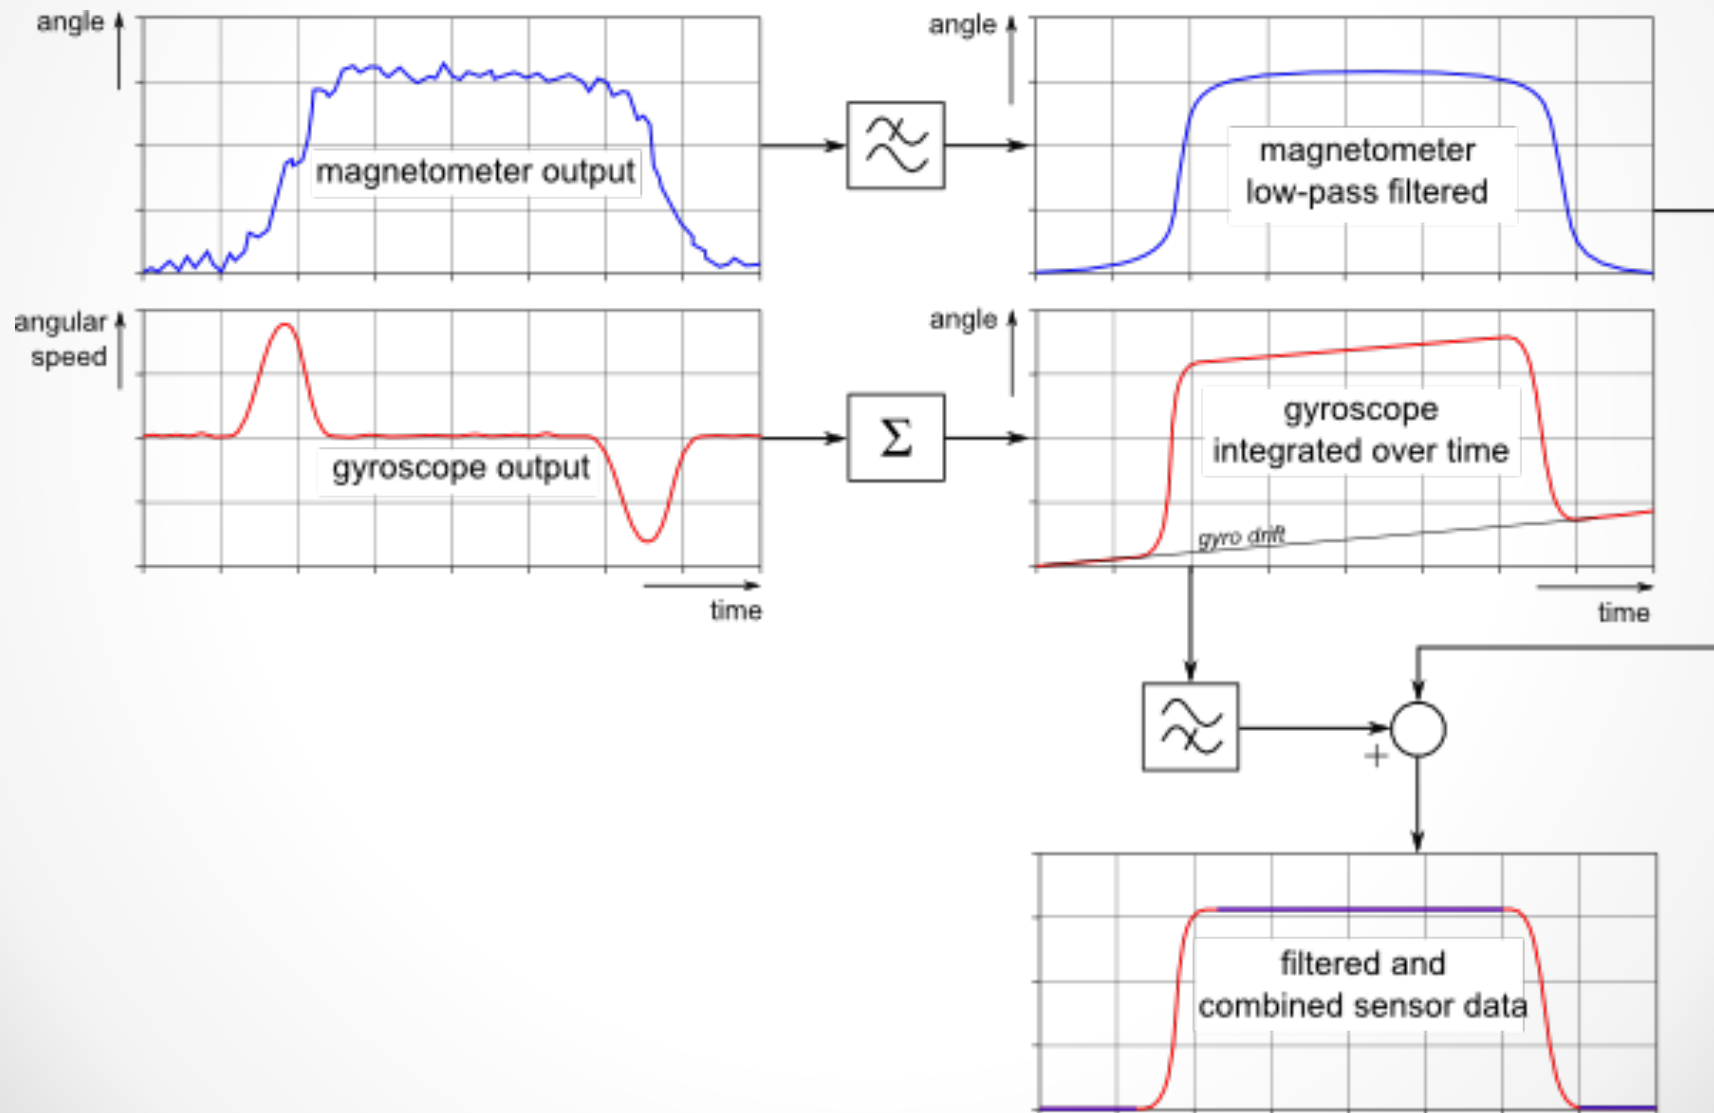 angle
magnetometer output
angle
magnetometer
low-pass filtered
angular
speed
gyroscope output
time
Σ
angle
gyroscope
integrated over time
gyro drift
time
+
filtered and
combined sensor data